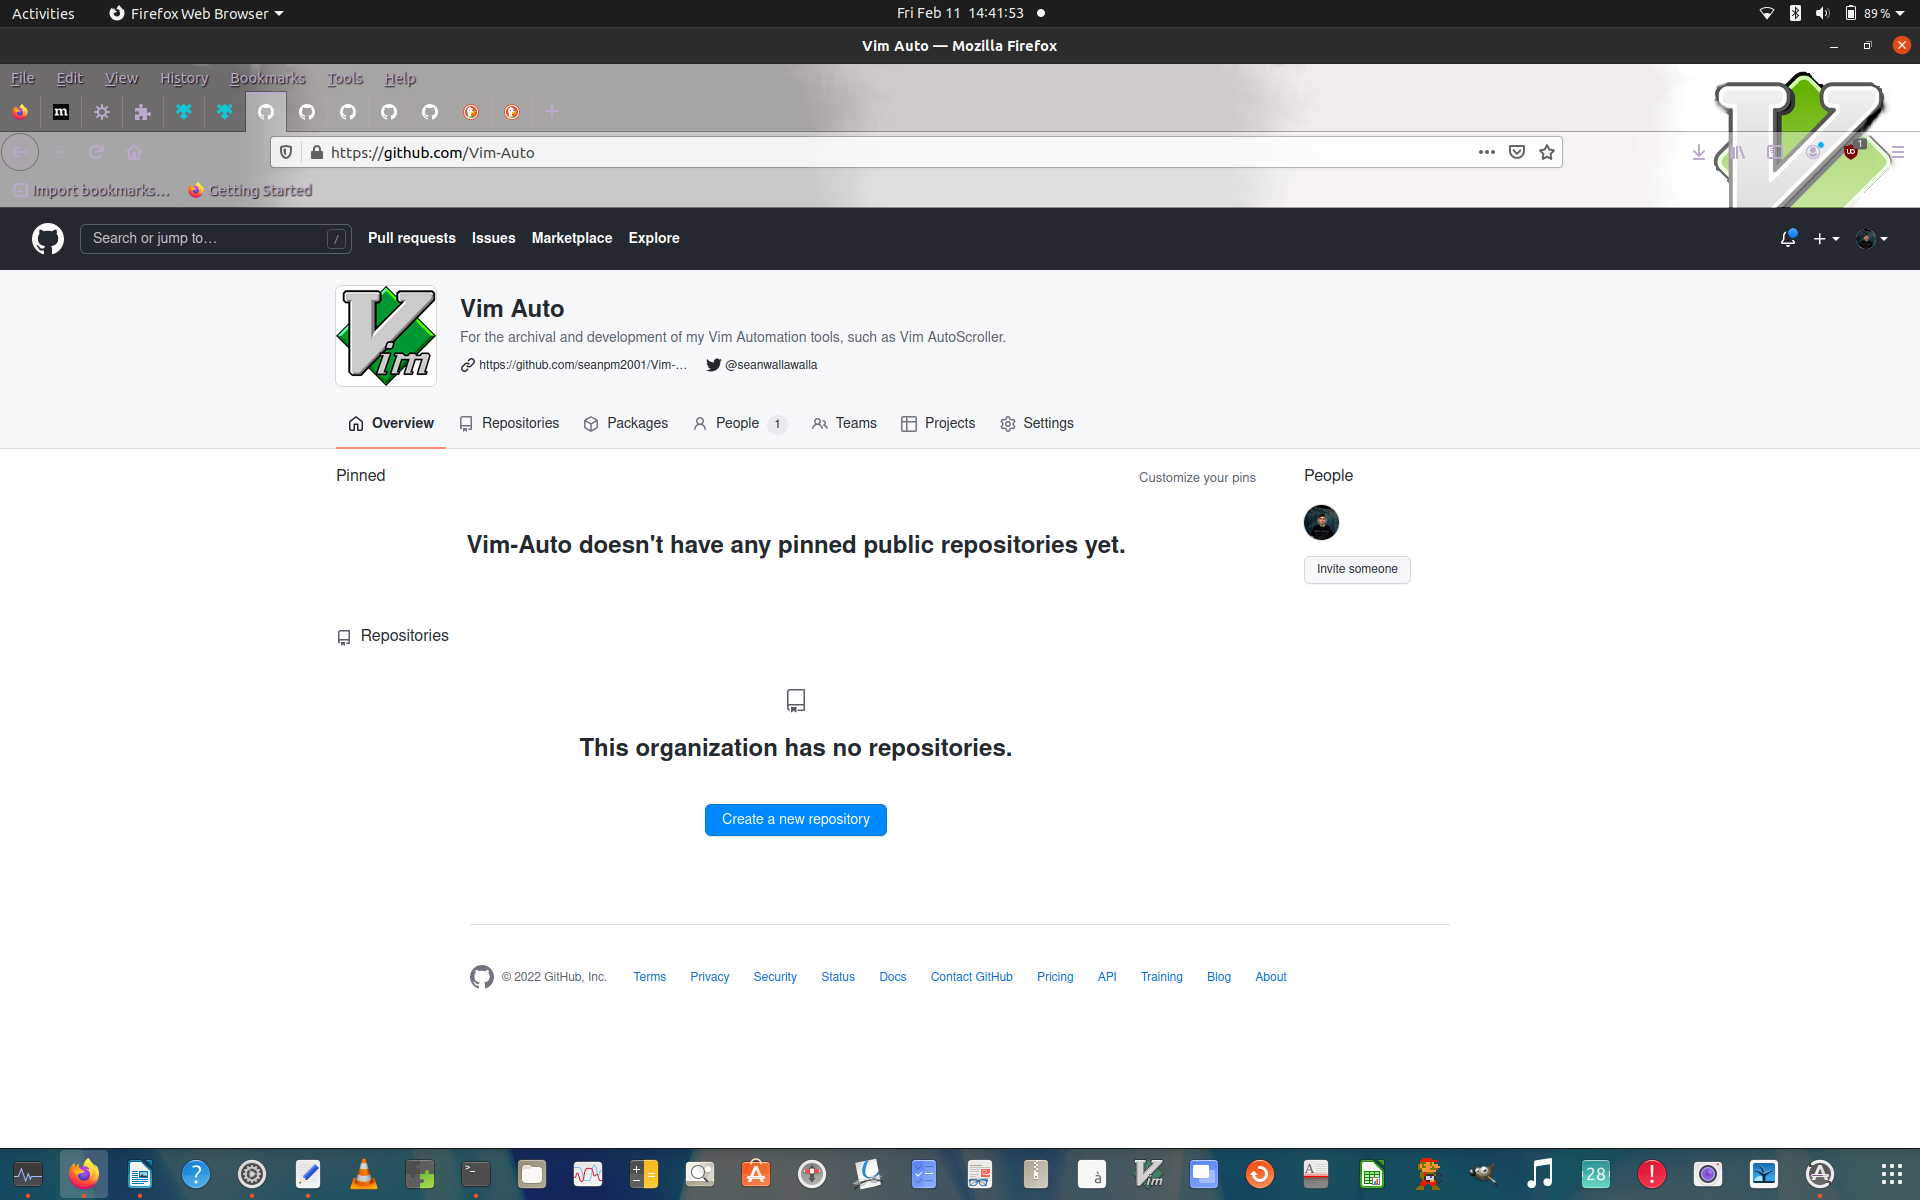 Activities
Firefox Web Browser
Fri Feb 11 14:41:53
89 %
Vim Auto — Mozilla Firefox
File Edit View History Bookmarks Tools Help
m
https://github.com/Vim-Auto
1
Import bookmarks...
Getting Started
Search or jump to...
/
Pull requests
Issues
Marketplace
Explore
Vim Auto
For the archival and development of my Vim Automation tools, such as Vim AutoScroller.
https://github.com/seanpm2001/Vim-...
@seanwallawalla
Vim
Overview
Repositories
Packages
People 1
Teams
Projects
Settings
Pinned
Customize your pins
People
Vim-Auto doesn't have any pinned public repositories yet.
Invite someone
Repositories
This organization has no repositories.
Create a new repository
© 2022 GitHub, Inc.
Terms
Privacy
Security
Status
Docs
Contact GitHub
Pricing
API
Training
Blog
About
à
Vim
28